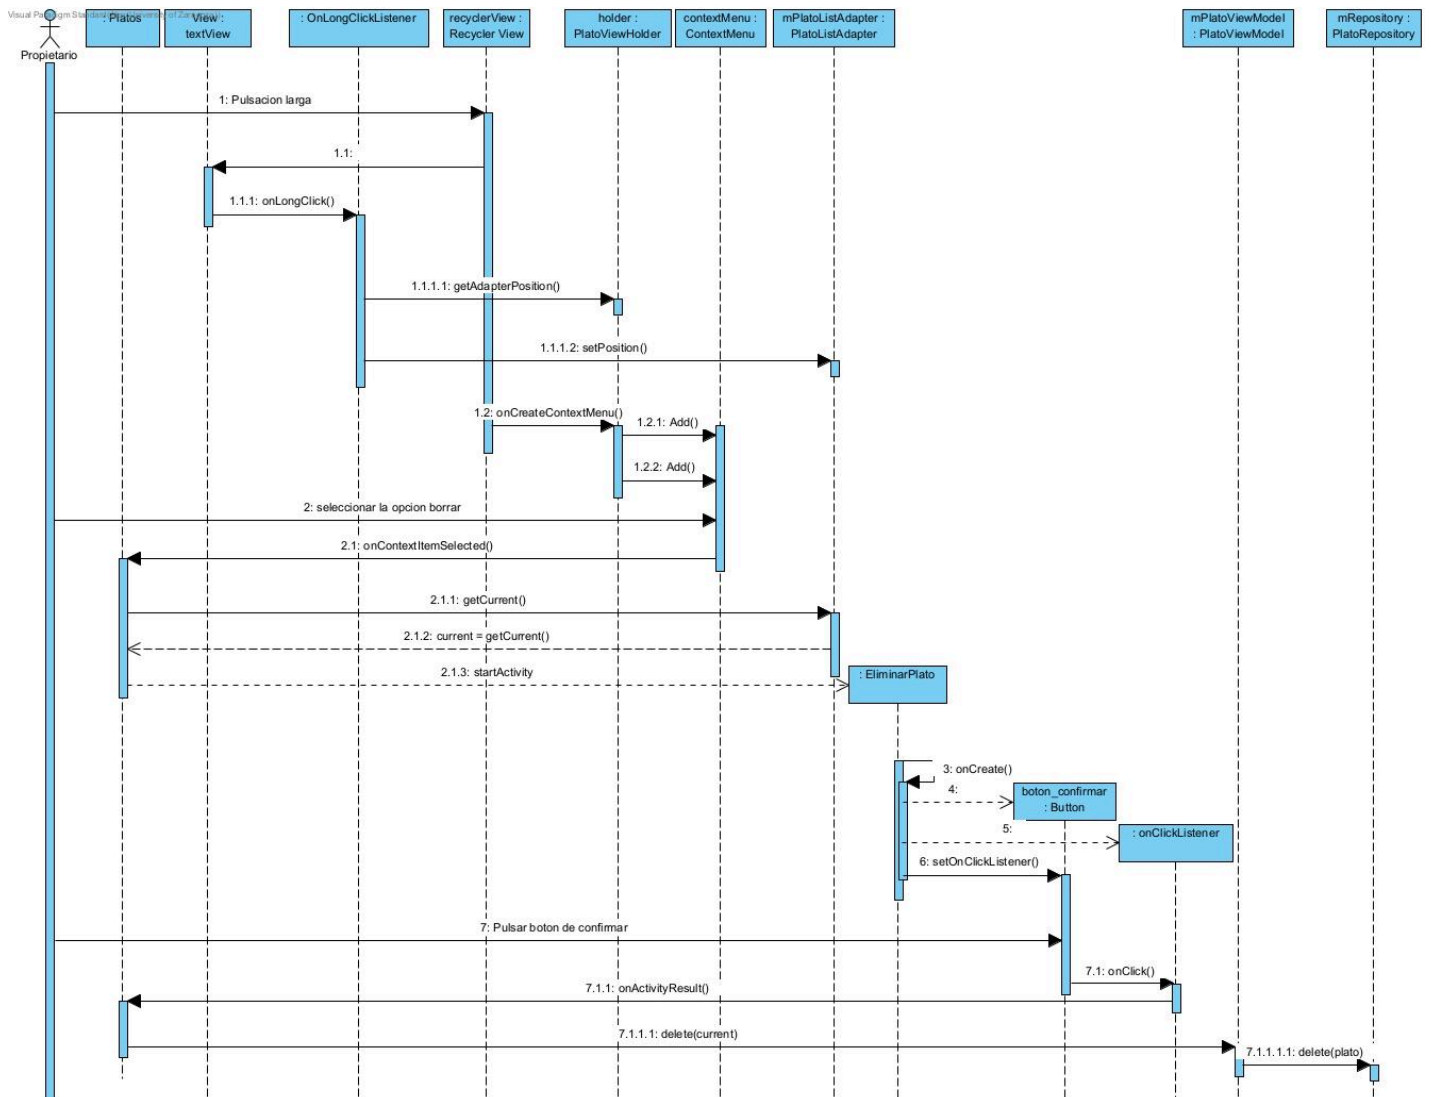 : Platos
View :
textView
: OnLongClickListener
recyclerView :
Recycler View
holder :
PlatoViewHolder
contextMenu :
ContextMenu
mPlatoListAdapter :
PlatoListAdapter
mPlatoViewModel
: PlatoViewModel
mRepository :
PlatoRepository
Propietario
1: Pulsacion larga
1.1:
1.1.1: onLongClick()
1.1.1.1: getAdapterPosition()
1.1.1.2: setPosition()
1.2: onCreateContextMenu()
1.2.1: Add()
1.2.2: Add()
2: seleccionar la opcion borrar
2.1: onContextItemSelected()
2.1.1: getCurrent()
2.1.2: current = getCurrent()
2.1.3: startActivity
: EliminarPlato
3: onCreate()
4:
boton_confirmar
: Button
5:
: onClickListener
6: setOnClickListener()
7: Pulsar boton de confirmar
7.1: onClick()
7.1.1: onActivityResult()
7.1.1.1: delete(current)
7.1.1.1.1: delete(plato)